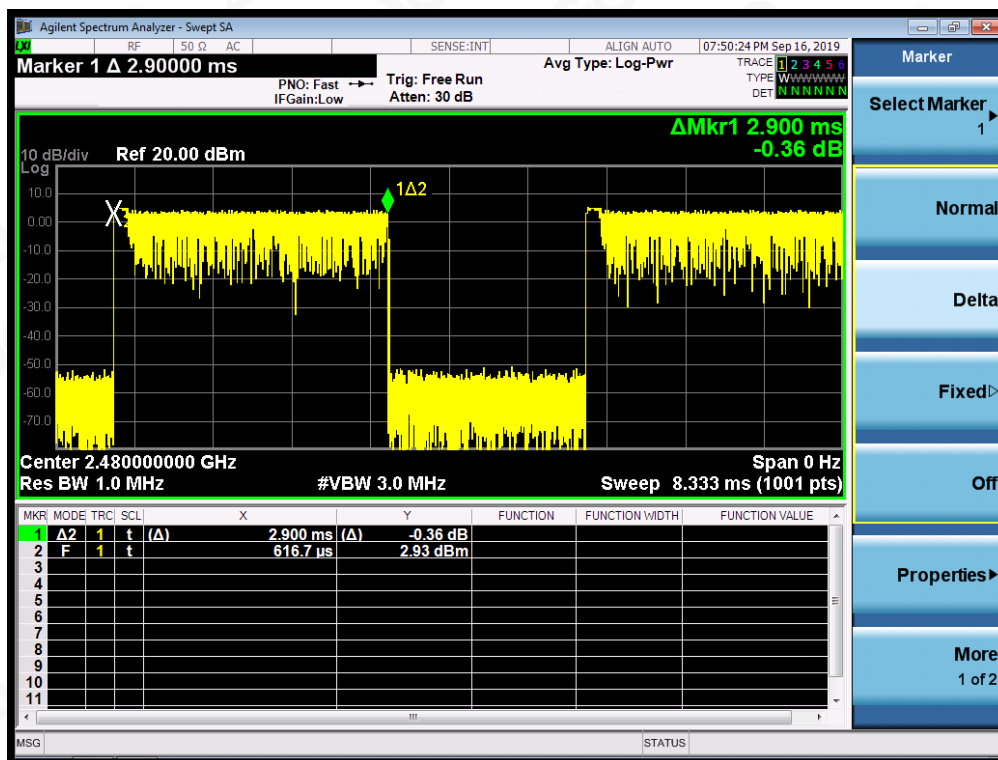 Agilent Spectrum Analyzer - Swept SA
LXI RF 50 Ω AC SENSE:INT ALIGN AUTO 07:50:24 PM Sep 16, 2019
Marker 1 Δ 2.90000 ms
PNO: Fast
IFGain:Low
Trig: Free Run
Atten: 30 dB
Avg Type: Log-Pwr
TRACE 1 2 3 4 5 6
TYPE WWWWWWW
DET N N N N N N
ΔMkr1 2.900 ms
-0.36 dB
10 dB/div Ref 20.00 dBm
Log
10.0
0.00
-10.0
-20.0
-30.0
-40.0
-50.0
-60.0
-70.0
1Δ2
Center 2.480000000 GHz Span 0 Hz
Res BW 1.0 MHz #VBW 3.0 MHz Sweep 8.333 ms (1001 pts)
MKR MODE TRC SCL X Y FUNCTION FUNCTION WIDTH FUNCTION VALUE
1 Δ2 1 t (Δ) 2.900 ms (Δ) -0.36 dB
2 F 1 t 616.7 µs 2.93 dBm
3
4
5
6
7
8
9
10
11
MSG STATUS
Marker
Select Marker
1
Normal
Delta
Fixed
Off
Properties
More
1 of 2